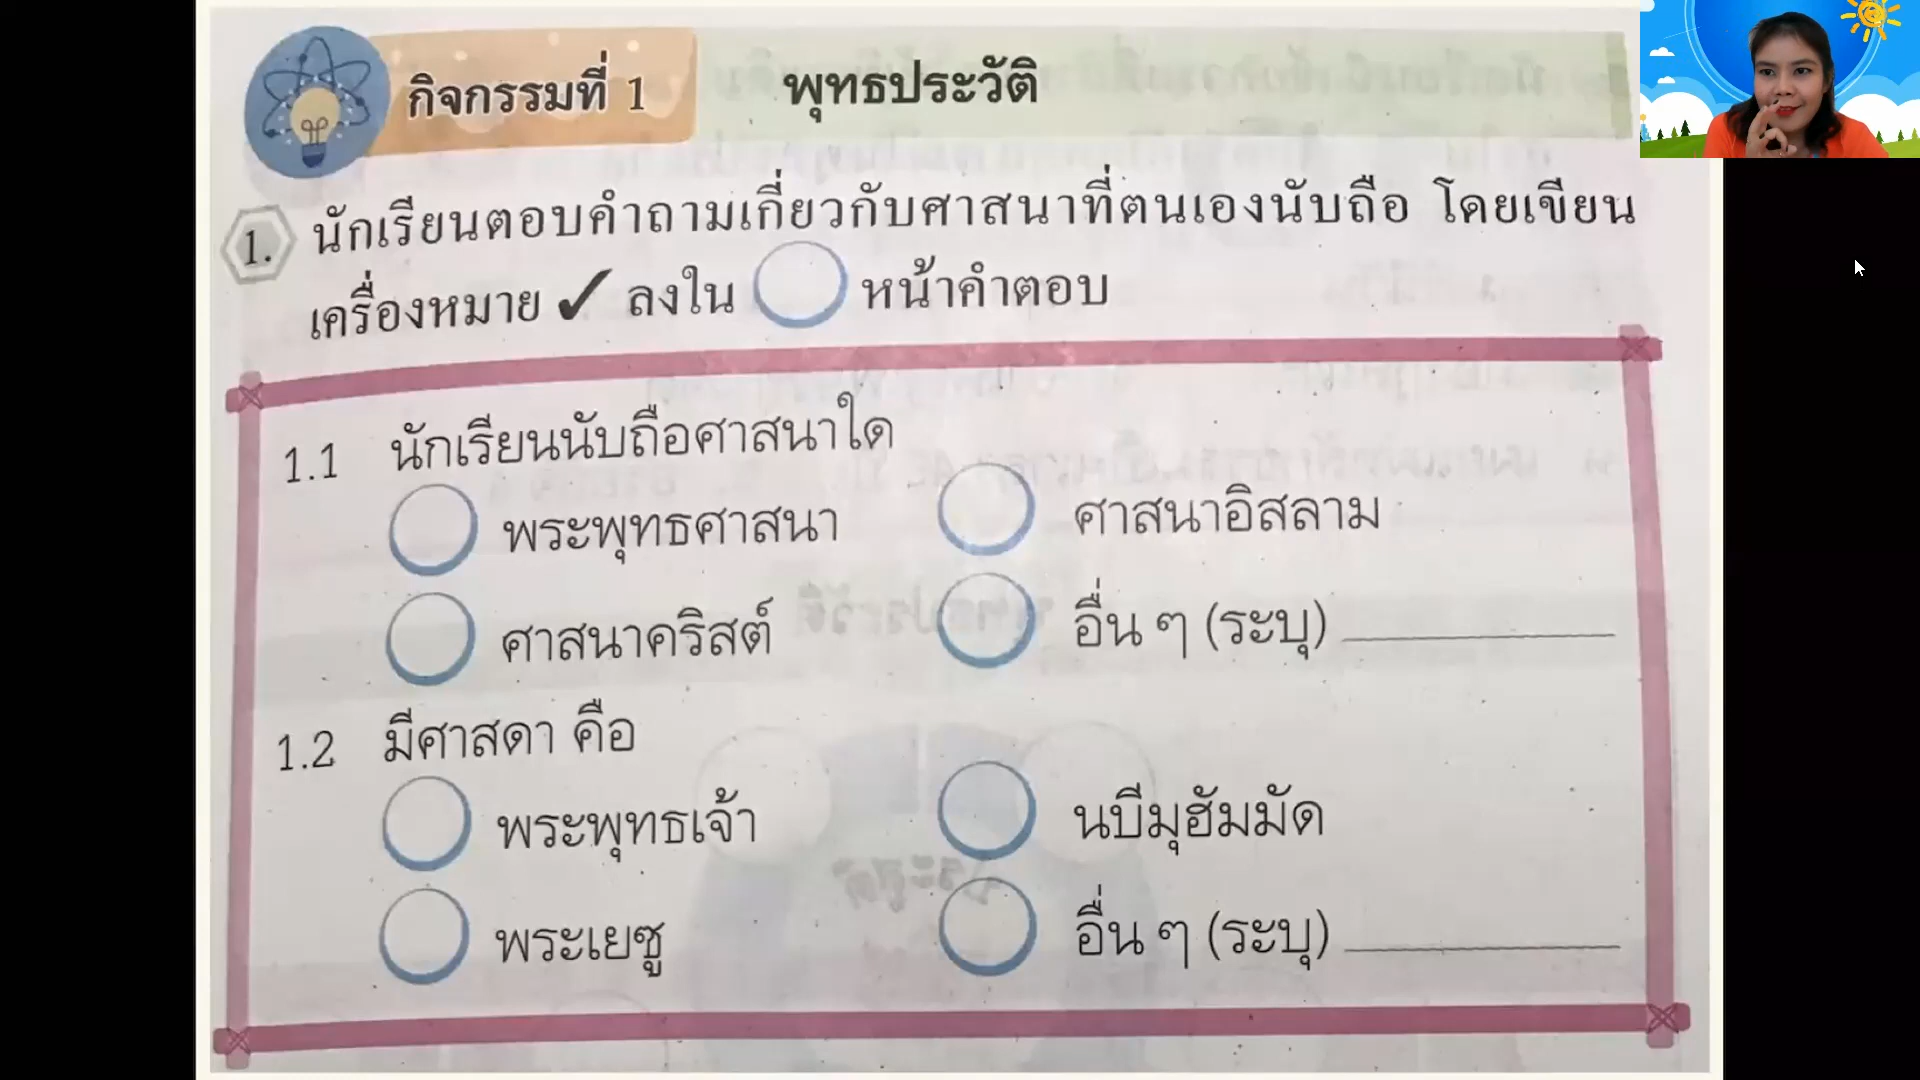 กิจกรรมที่ 1 พุทธประวัติ
1. นักเรียนตอบคำถามเกี่ยวกับศาสนาที่ตนเองนับถือ โดยเขียน
เครื่องหมาย ✓ ลงใน ◯ หน้าคำตอบ
1.1 นักเรียนนับถือศาสนาใด
พระพุทธศาสนา ศาสนาอิสลาม
ศาสนาคริสต์ อื่น ๆ (ระบุ)
1.2 มีศาสดา คือ
พระพุทธเจ้า นบีมุฮัมมัด
พระเยซู อื่น ๆ (ระบุ)